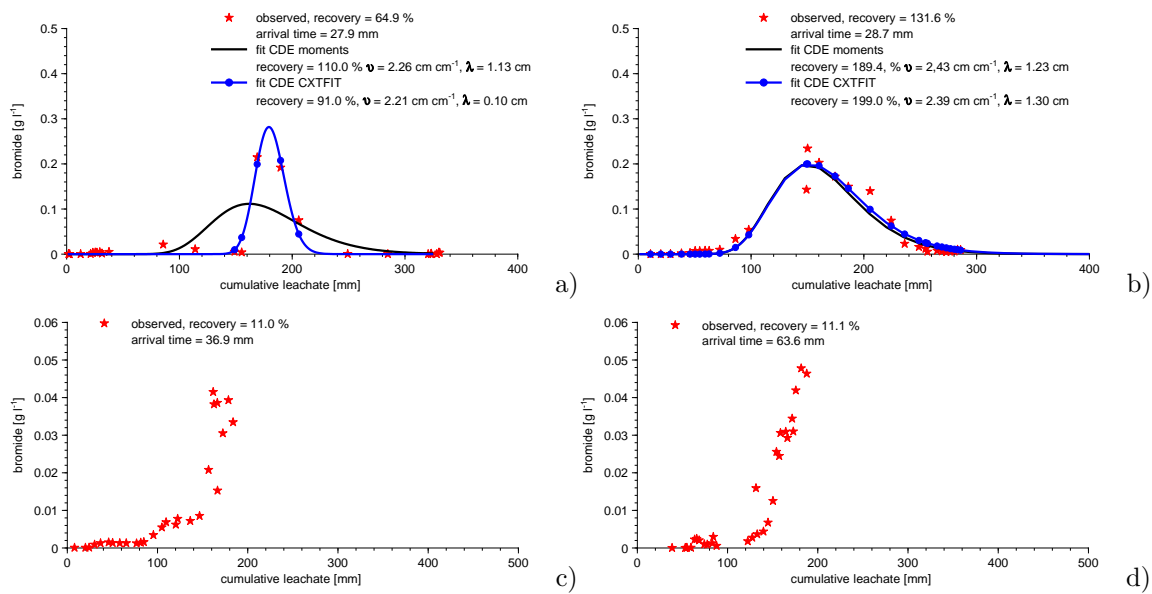 observed, recovery = 64.9 %
arrival time = 27.9 mm
fit CDE moments
recovery = 110.0 % υ = 2.26 cm cm⁻¹, λ = 1.13 cm
fit CDE CXTFIT
recovery = 91.0 %, υ = 2.21 cm cm⁻¹, λ = 0.10 cm
0.5
0.4
0.3
0.2
0.1
0
bromide [g l⁻¹]
0 100 200 300 400
cumulative leachate [mm]
a)
observed, recovery = 131.6 %
arrival time = 28.7 mm
fit CDE moments
recovery = 189.4, % υ = 2,43 cm cm⁻¹, λ = 1.23 cm
fit CDE CXTFIT
recovery = 199.0 %, υ = 2.39 cm cm⁻¹, λ = 1.30 cm
0.5
0.4
0.3
0.2
0.1
0
bromide [g l⁻¹]
0 100 200 300 400
cumulative leachate [mm]
b)
observed, recovery = 11.0 %
arrival time = 36.9 mm
0.06
0.05
0.04
0.03
0.02
0.01
0
bromide [g l⁻¹]
0 100 200 300 400 500
cumulative leachate [mm]
c)
observed, recovery = 11.1 %
arrival time = 63.6 mm
0.06
0.05
0.04
0.03
0.02
0.01
0
bromide [g l⁻¹]
0 100 200 300 400 500
cumulative leachate [mm]
d)